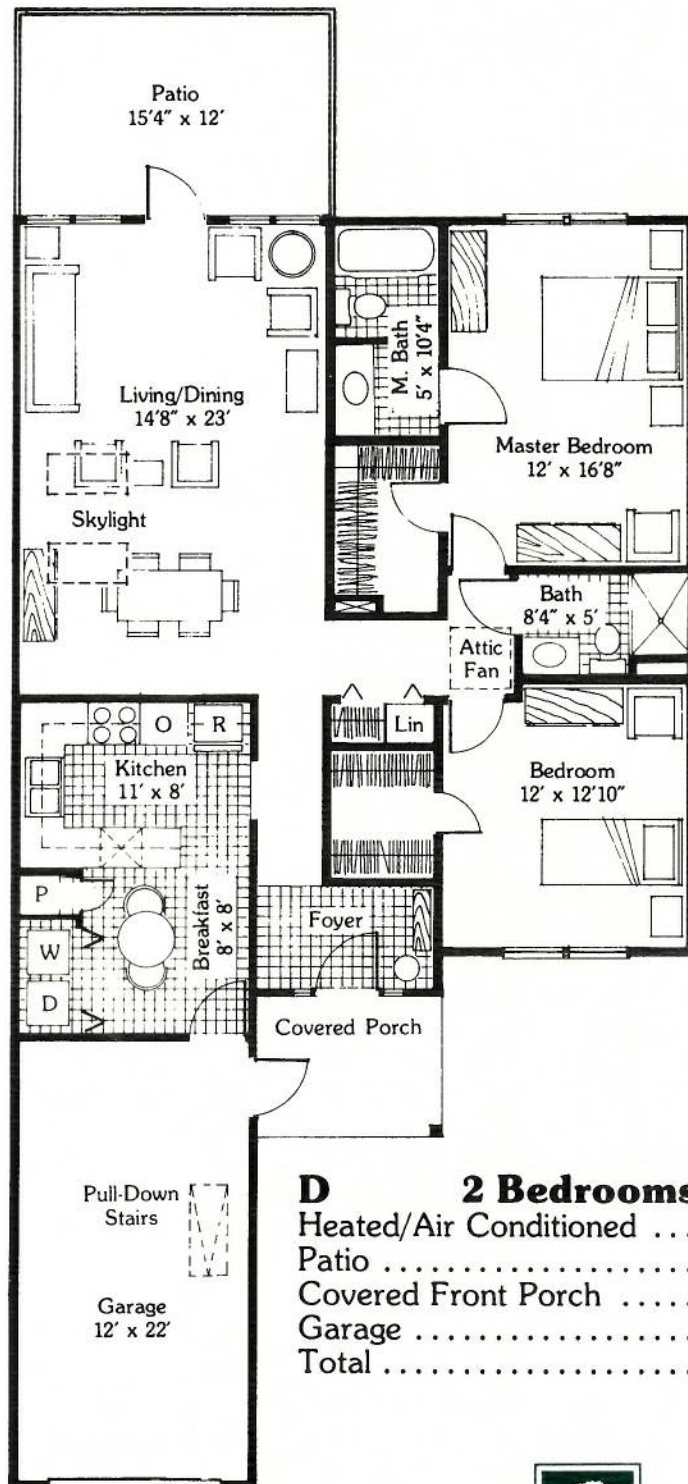 Patio
15'4" x 12'
Living/Dining
14'8" x 23'
M. Bath
5' x 10'4"
Master Bedroom
12' x 16'8"
Skylight
Bath
8'4" x 5'
Attic
Fan
O
R
Lin
Kitchen
11' x 8'
Bedroom
12' x 12'10"
P
Breakfast
8' x 8'
Foyer
W
D
Covered Porch
Pull-Down
Stairs
Garage
12' x 22'
D 2 Bedrooms
Heated/Air Conditioned ....
Patio ......................
Covered Front Porch .....
Garage ...................
Total ......................